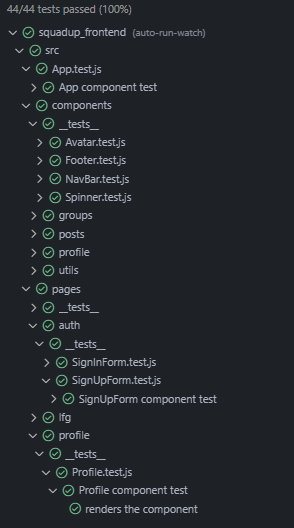 44/44 tests passed (100%)
squadup_frontend (auto-run-watch)
src
App.test.js
App component test
components
__tests__
Avatar.test.js
Footer.test.js
NavBar.test.js
Spinner.test.js
groups
posts
profile
utils
pages
__tests__
auth
__tests__
SignInForm.test.js
SignUpForm.test.js
SignUpForm component test
lfg
profile
__tests__
Profile.test.js
Profile component test
renders the component